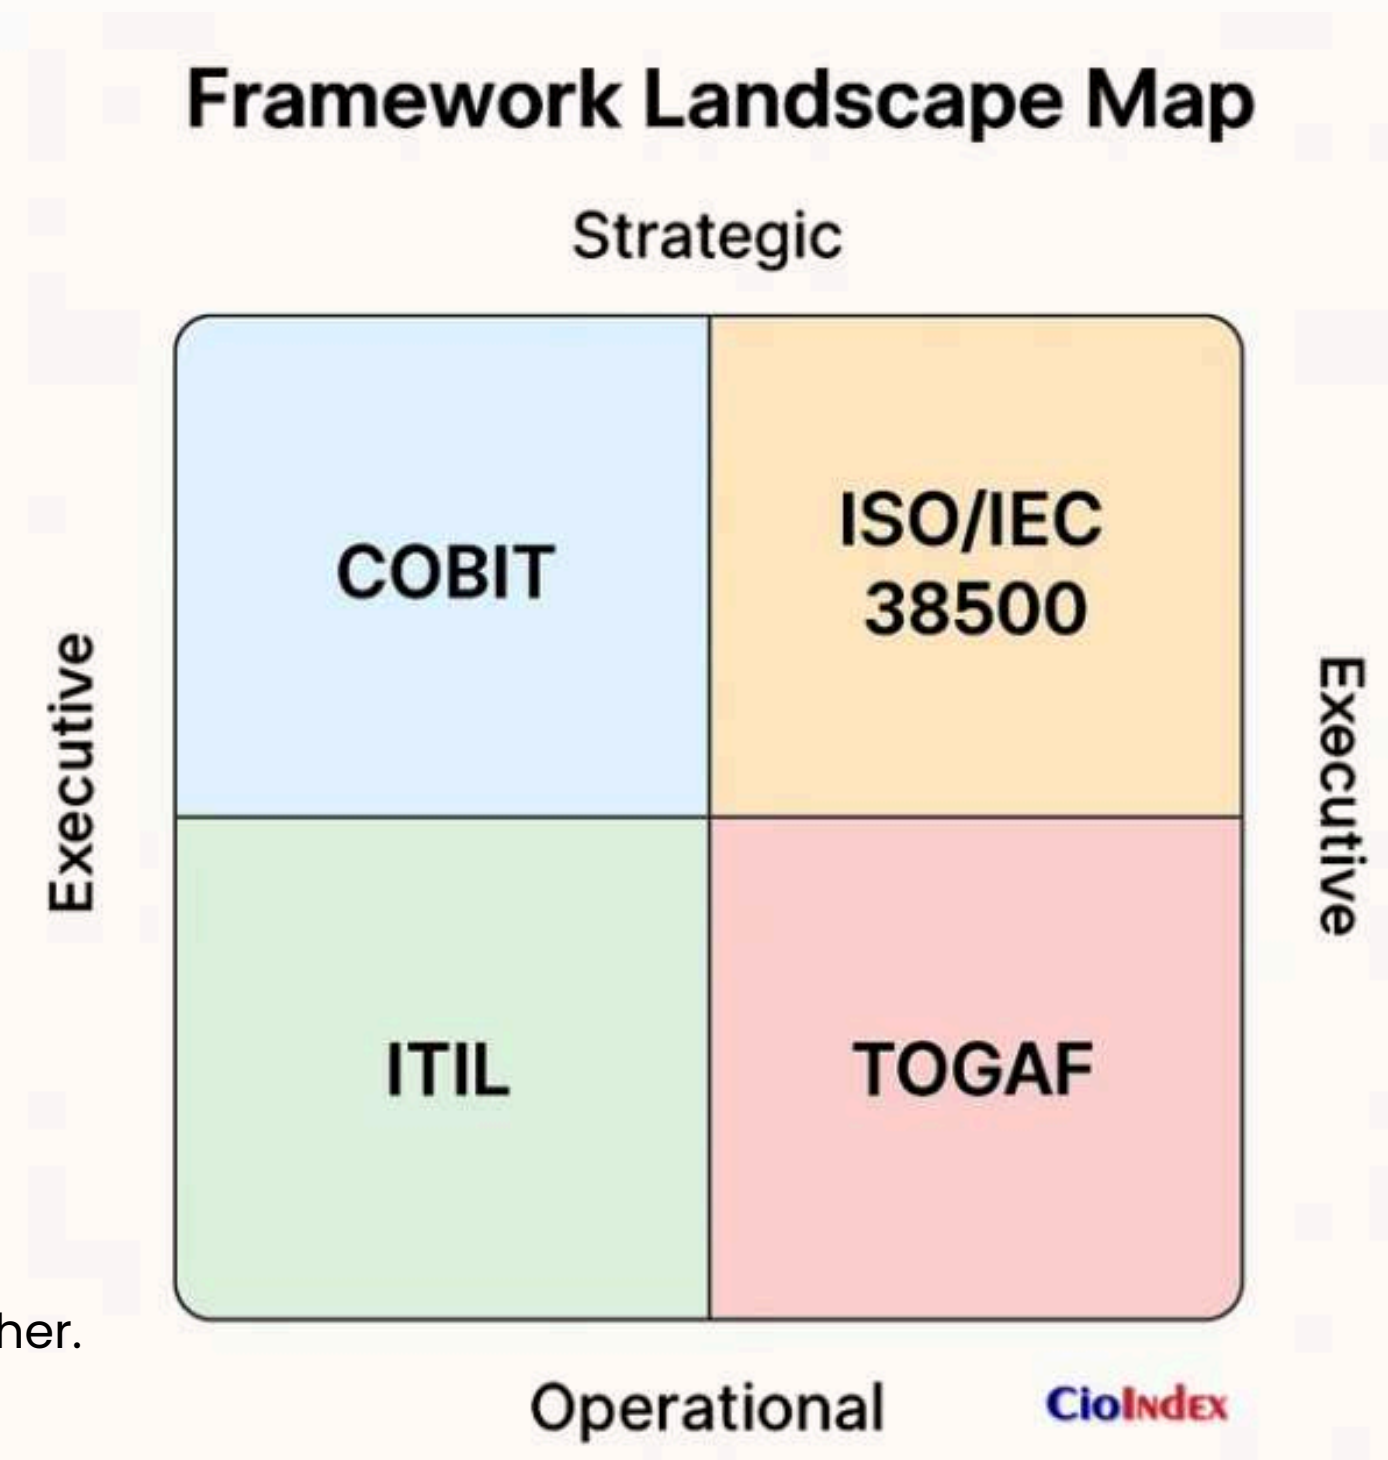 Framework Landscape Map
Strategic
COBIT
ISO/IEC
38500
Executive
Executive
ITIL
TOGAF
her.
Operational
CioIndex